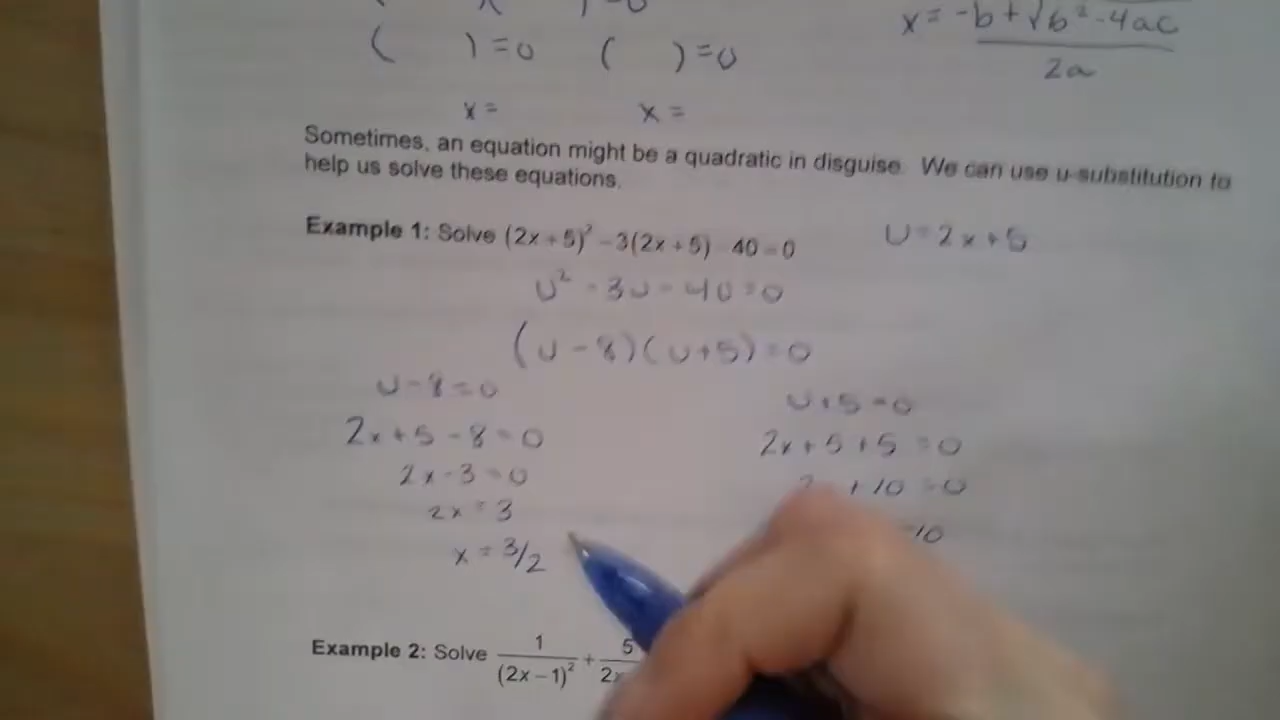 ( )=0 ( )=0
x = -b + √b² - 4ac
2a
x = x =
Sometimes, an equation might be a quadratic in disguise. We can use u-substitution to
help us solve these equations.
Example 1: Solve (2x + 5)² - 3(2x + 5) - 40 = 0
U = 2x + 5
u² - 3u - 40 = 0
(u - 8)(u + 5) = 0
u - 8 = 0
2x + 5 - 8 = 0
2x - 3 = 0
2x = 3
x = 3/2
u + 5 = 0
2x + 5 + 5 = 0
+ 10 = 0
-10
Example 2: Solve 1/(2x - 1)² + 5/2x